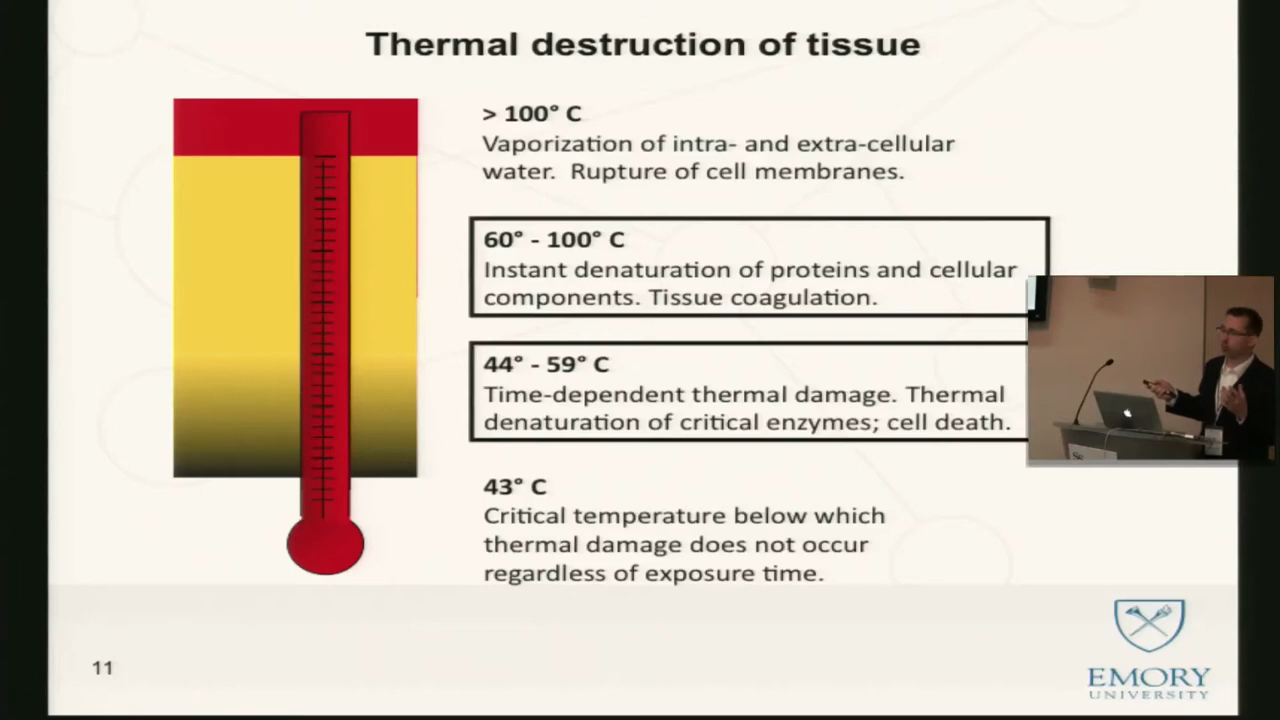 Thermal destruction of tissue
> 100° C
Vaporization of intra- and extra-cellular
water. Rupture of cell membranes.
60° - 100° C
Instant denaturation of proteins and cellular
components. Tissue coagulation.
44° - 59° C
Time-dependent thermal damage. Thermal
denaturation of critical enzymes; cell death.
43° C
Critical temperature below which
thermal damage does not occur
regardless of exposure time.
11
EMORY
UNIVERSITY